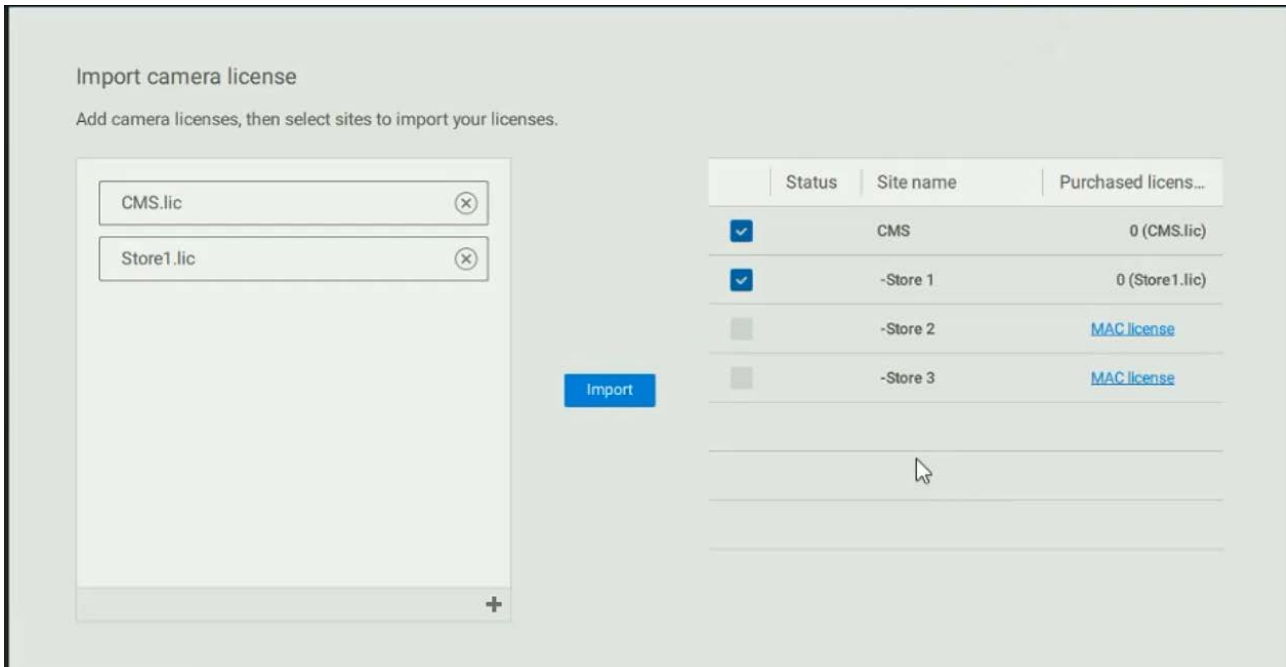 Import camera license
Add camera licenses, then select sites to import your licenses.
CMS.lic
Store1.lic
Import
Status Site name Purchased licens...
CMS 0 (CMS.lic)
-Store 1 0 (Store1.lic)
-Store 2 MAC license
-Store 3 MAC license